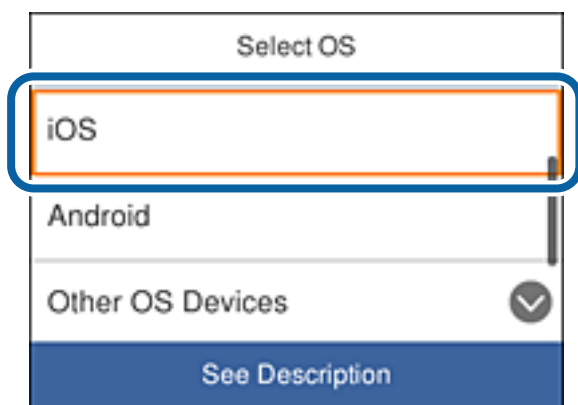 Select OS
iOS
Android
Other OS Devices
See Description